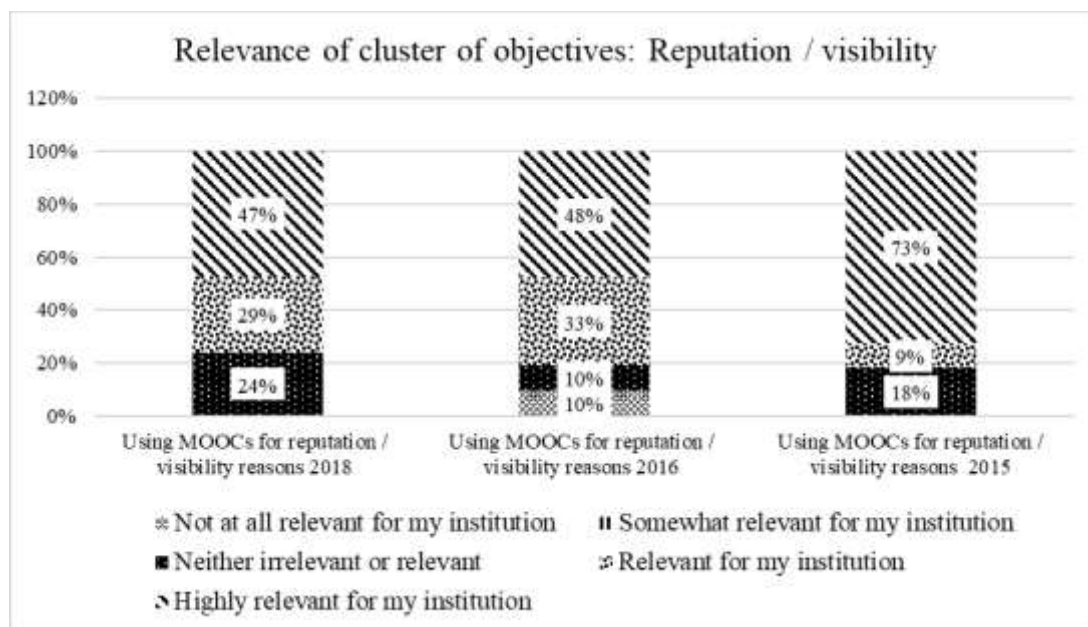 Relevance of cluster of objectives: Reputation / visibility
120%
100%
80%
60%
40%
20%
0%
47%
29%
24%
48%
33%
10%
10%
73%
9%
18%
Using MOOCs for reputation /
visibility reasons 2018
Using MOOCs for reputation /
visibility reasons 2016
Using MOOCs for reputation /
visibility reasons 2015
Not at all relevant for my institution
Somewhat relevant for my institution
Neither irrelevant or relevant
Relevant for my institution
Highly relevant for my institution